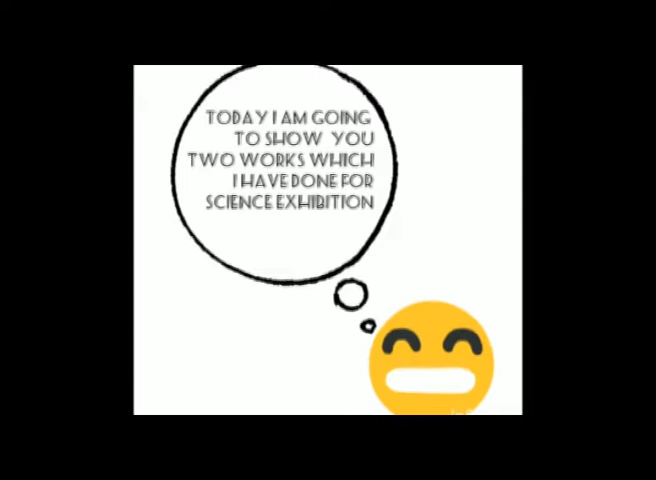 TODAY I AM GOING
TO SHOW YOU
TWO WORKS WHICH
I HAVE DONE FOR
SCIENCE EXHIBITION